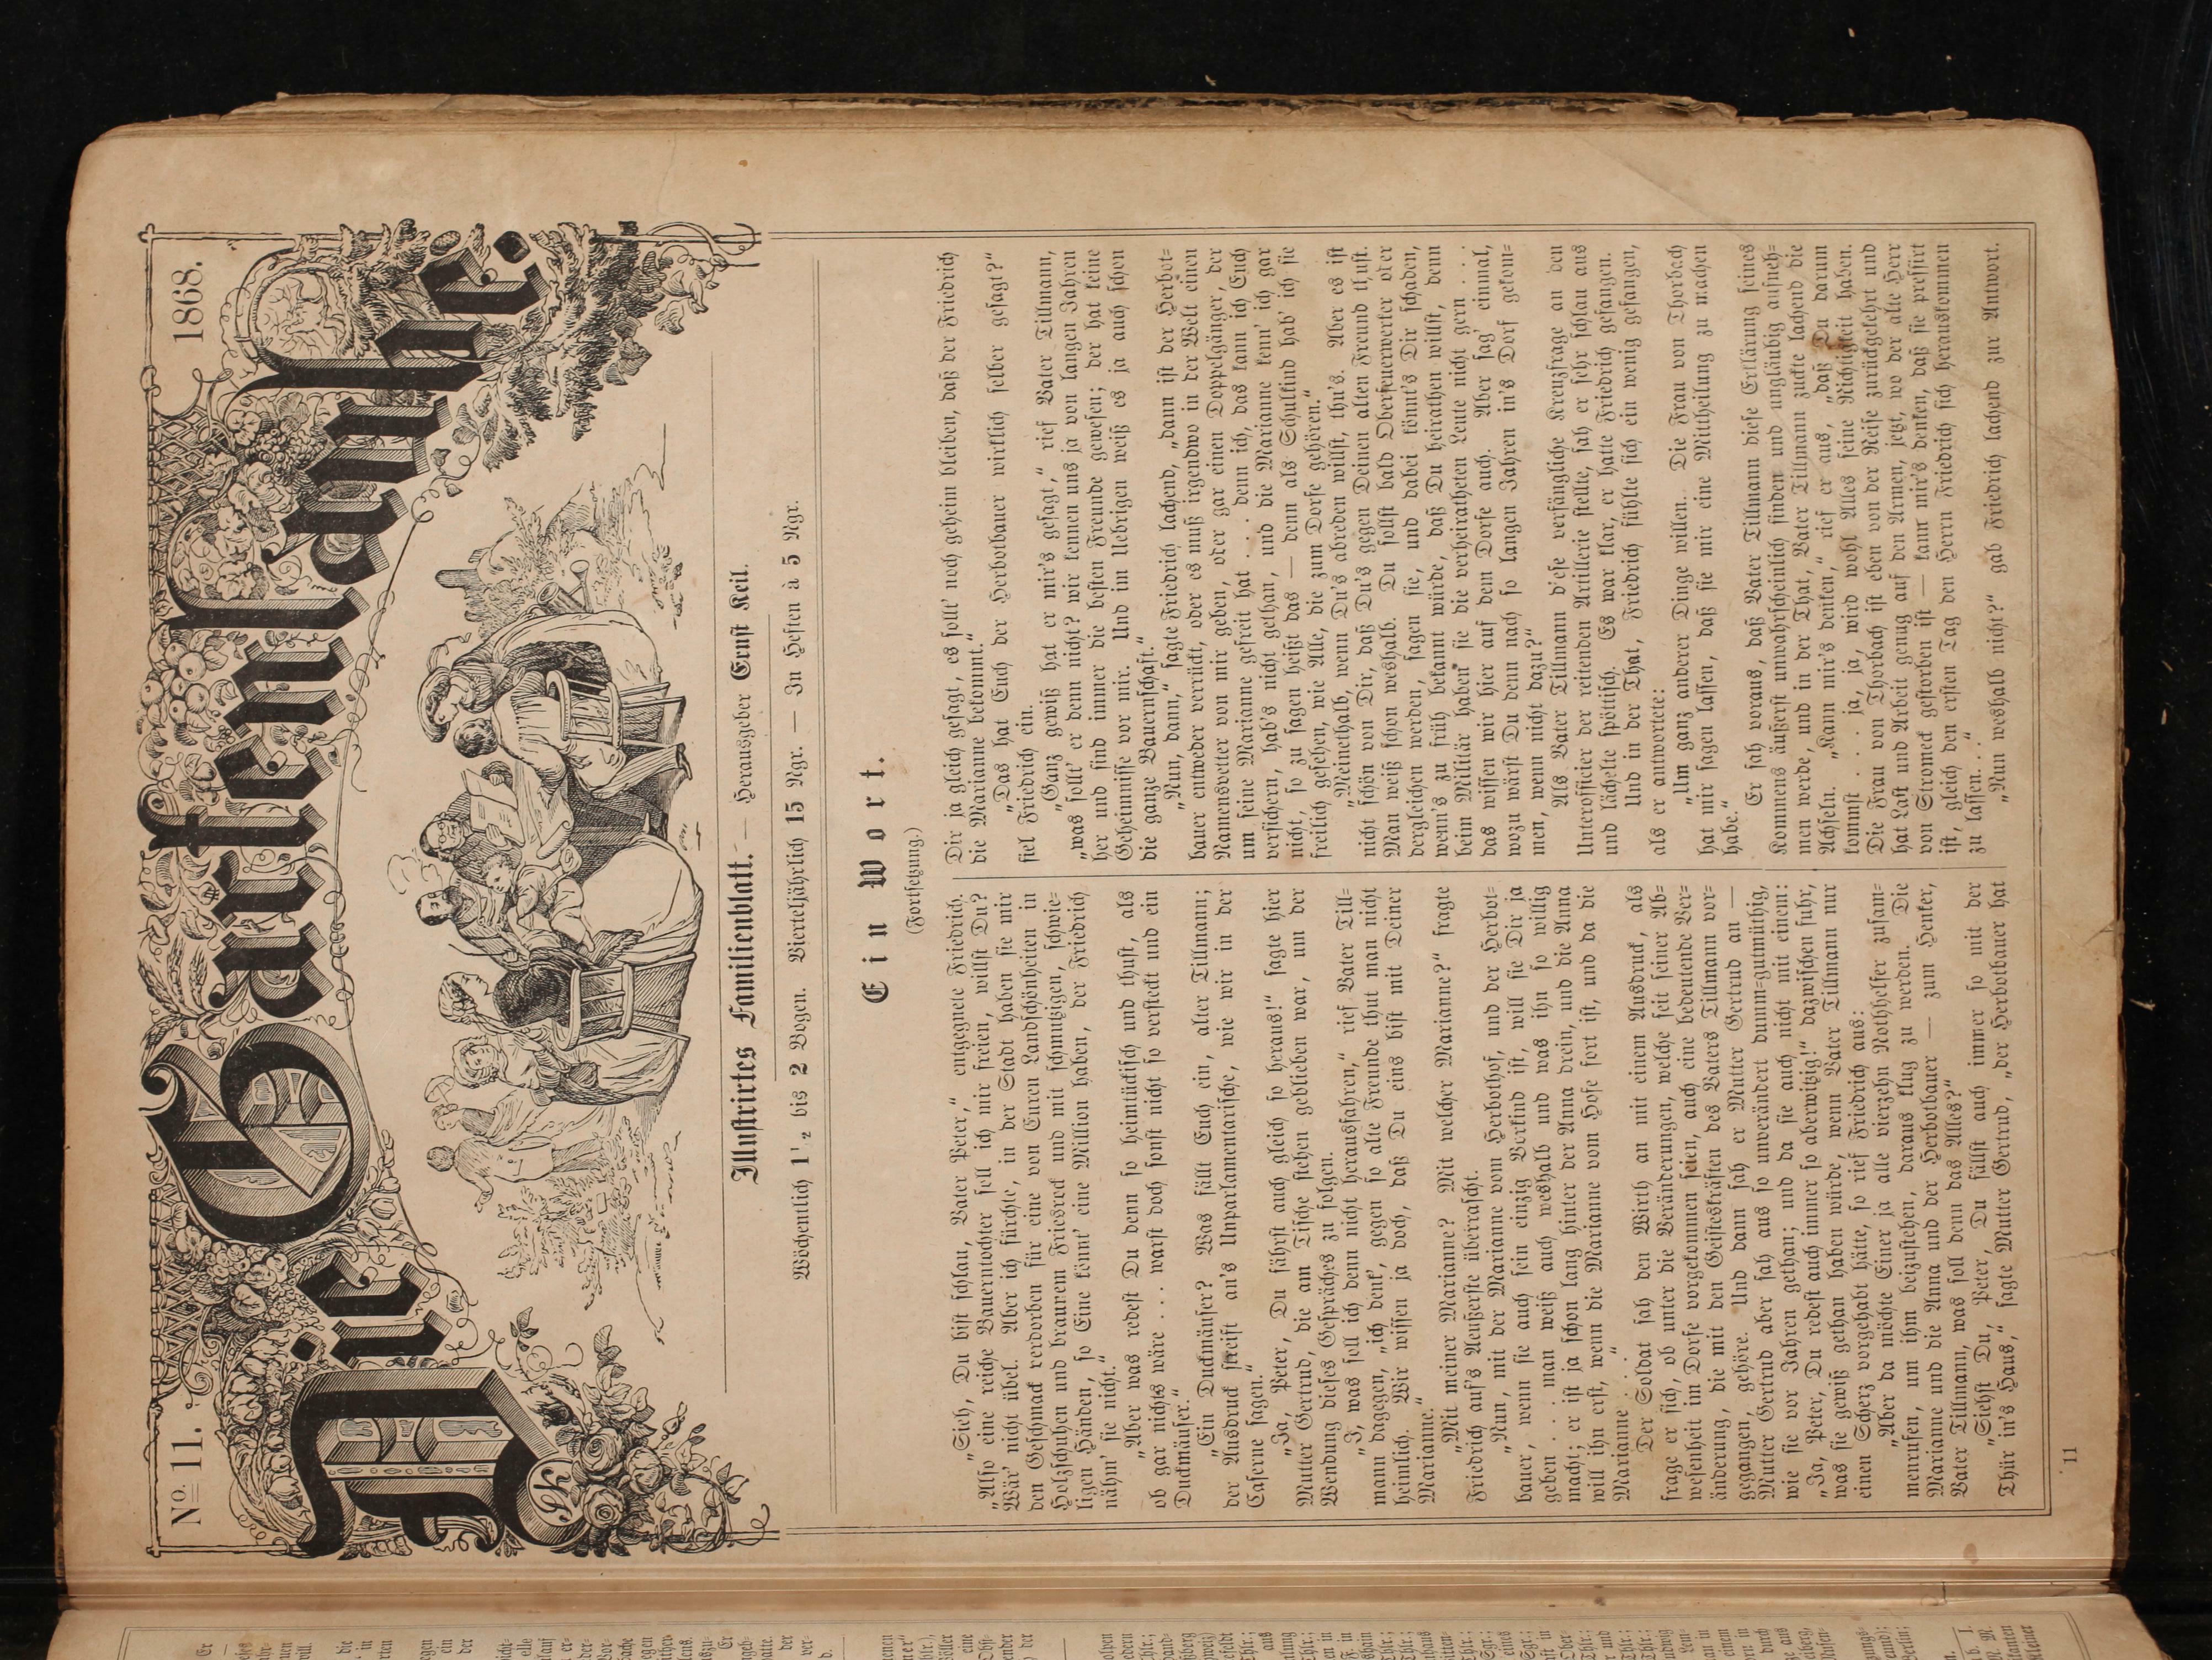 No. 11.
1868.
Die Gartenlaube.
Illustrirtes Familienblatt. — Herausgeber Ernst Keil.
Wöchentlich 1 1/2 bis 2 Bogen. Vierteljährlich 15 Ngr. — In Heften à 5 Ngr.
Ein Wort.
(Fortsetzung.)
„Sieh, Du bist schlau, Vater Peter,“ entgegnete Friedrich.
„Also eine reiche Bauerntochter soll ich mir freien, willst Du?
Wär' nicht übel. Aber ich fürchte, in der Stadt haben sie mir
den Geschmack verdorben für eine von Euren Landschönheiten in
Holzschuhen und braurem Friesrock und mit schmutzigen, schwie-
ligen Händen, so Eine könnt' eine Million haben, der Friedrich
nähm' sie nicht.“
„Aber was redest Du denn so heimtückisch und thust, als
ob gar nichts wäre .... warst doch sonst nicht so versteckt und ein
Duckmäuser.“
„Ein Duckmäuser? Was fällt Euch ein, alter Tillmann;
der Ausdruck streift an's Unparlamentarische, wie wir in der
Caserne sagen.“
„Ja, Peter, Du fährst auch gleich so heraus!“ sagte hier
Mutter Gertrud, die am Tische stehen geblieben war, um der
Wendung dieses Gespräches zu folgen.
„J, was soll ich denn nicht herausfahren,“ rief Vater Till-
mann dagegen, „ich denk', gegen so alte Freunde thut man nicht
heimlich. Wir wissen ja doch, daß Du eins bist mit Deiner
Marianne.“
„Mit meiner Marianne? Mit welcher Marianne?“ fragte
Friedrich auf's Aeußerste überrascht.
„Nun, mit der Marianne vom Herbothof, und der Herbot-
bauer, wenn sie auch sein einzig Vorkind ist, will sie Dir ja
geben . . . man weiß auch weshalb und was ihn so willig
macht; er ist ja schon lang hinter der Anna drein, und die Anna
will ihn erst, wenn die Marianne vom Hofe fort ist, und da die
Marianne . . .“
Der Soldat sah den Wirth an mit einem Ausdruck, als
frage er sich, ob unter die Veränderungen, welche seit seiner Ab-
wesenheit im Dorfe vorgekommen seien, auch eine bedeutende Ver-
änderung, die mit den Geisteskräften des Vaters Tillmann vor-
gegangen, gehöre. Und dann sah er Mutter Gertrud an —
Mutter Gertrud aber sah aus so unverändert dumm-gutmüthig,
wie sie vor Jahren gethan; und da sie auch nicht mit einem:
„Ja, Peter, Du redest auch immer so aberwitzig!“ dazwischen fuhr,
was sie gewiß gethan haben würde, wenn Vater Tillmann nur
einen Scherz vorgehabt hätte, so rief Friedrich aus:
„Aber da möchte Einer ja alle vierzehn Nothhelfer zusam-
menrufen, um ihm beizustehen, daraus klug zu werden. Die
Marianne und die Anna und der Herbotbauer — zum Henker,
Vater Tillmann, was soll denn das Alles?“
„Siehst Du, Peter, Du fällst auch immer so mit der
Thür in's Haus,“ sagte Mutter Gertrud, „der Herbotbauer hat
Dir ja gleich gesagt, es sollt' noch geheim bleiben, daß der Friedrich
die Marianne bekommt.“
„Das hat Euch der Herbotbauer wirklich selber gesagt?“
fiel Friedrich ein.
„Ganz gewiß hat er mir's gesagt,“ rief Vater Tillmann,
„was sollt' er denn nicht? wir kennen uns ja von langen Jahren
her und sind immer die besten Freunde gewesen; der hat keine
Geheimnisse vor mir. Und im Uebrigen weiß es ja auch schon
die ganze Bauernschaft.“
„Nun, dann,“ sagte Friedrich lachend, „dann ist der Herbot-
bauer entweder verrückt, oder es muß irgendwo in der Welt einen
Namensvetter von mir geben, oder gar einen Doppelgänger, der
um seine Marianne gefreit hat . . . denn ich, das kann ich Euch
versichern, hab's nicht gethan, und die Marianne kenn' ich gar
nicht, so zu sagen heißt das — denn als Schulkind hab' ich sie
freilich gesehen, wie Alle, die zum Dorfe gehören.“
„Meinethalb, wenn Du's abreden willst, thu's. Aber es ist
nicht schön von Dir, daß Du's gegen Deinen alten Freund thust.
Man weiß schon weshalb. Du sollst bald Oberfeuerwerker oder
dergleichen werden, sagen sie, und dabei könnt's Dir schaden,
wenn's zu früh bekannt würde, daß Du heirathen willst, denn
beim Militär haben sie die verheiratheten Leute nicht gern . . .
das wissen wir hier auf dem Dorfe auch. Aber sag' einmal,
wozu wärst Du denn nach so langen Jahren in's Dorf gekom-
men, wenn nicht dazu?“
Als Vater Tillmann diese verfängliche Kreuzfrage an den
Unterofficier der reitenden Artillerie stellte, sah er sehr schlau aus
und lächelte spöttisch. Es war klar, er hatte Friedrich gefangen.
Und in der That, Friedrich fühlte sich ein wenig gefangen,
als er antwortete:
„Um ganz anderer Dinge willen. Die Frau von Thorbach
hat mir sagen lassen, daß sie mir eine Mittheilung zu machen
habe.“
Er sah voraus, daß Vater Tillmann diese Erklärung seines
Kommens äußerst unwahrscheinlich finden und ungläubig aufneh-
men werde, und in der That, Vater Tillmann zuckte lachend die
Achseln. „Kann mir's denken,“ rief er aus, „daß Du darum
kommst . . . ja, ja, wird wohl Alles seine Richtigkeit haben.
Die Frau von Thorbach ist eben von der Reise zurückgekehrt und
hat Last und Arbeit genug auf den Armen, jetzt, wo der alte Herr
von Stromeck gestorben ist — kann mir's denken, daß sie pressirt
ist, gleich den ersten Tag den Herrn Friedrich sich herauskommen
zu lassen. . .“
„Nun weshalb nicht?“ gab Friedrich lachend zur Antwort.
11